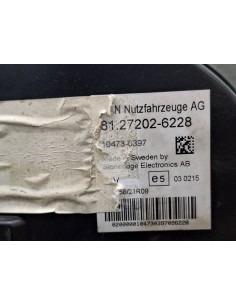 N Nutzfahrzeuge AG
81.27202-6228
10473-0397
Made in Sweden by
Stoneridge Electronics AB
e5 03 0215